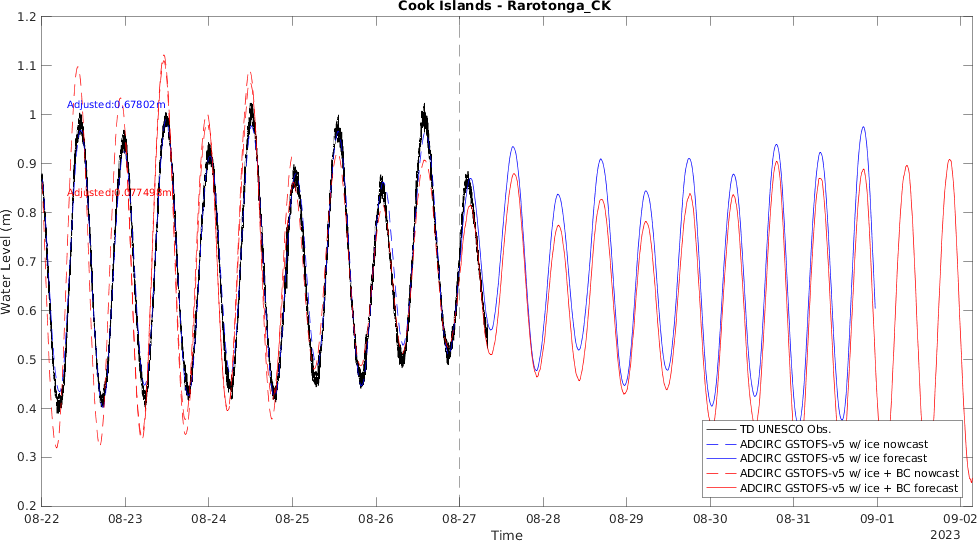 Cook Islands - Rarotonga_CK
Water Level (m)
1.2
1.1
1
0.9
0.8
0.7
0.6
0.5
0.4
0.3
0.2
Adjusted:0.67802m
TD UNESCO Obs.
ADCIRC GSTOFS-v5 w/ ice nowcast
ADCIRC GSTOFS-v5 w/ ice forecast
ADCIRC GSTOFS-v5 w/ ice + BC nowcast
ADCIRC GSTOFS-v5 w/ ice + BC forecast
08-22
08-23
08-24
08-25
08-26
08-27
08-28
08-29
08-30
08-31
09-01
09-02
Time
2023